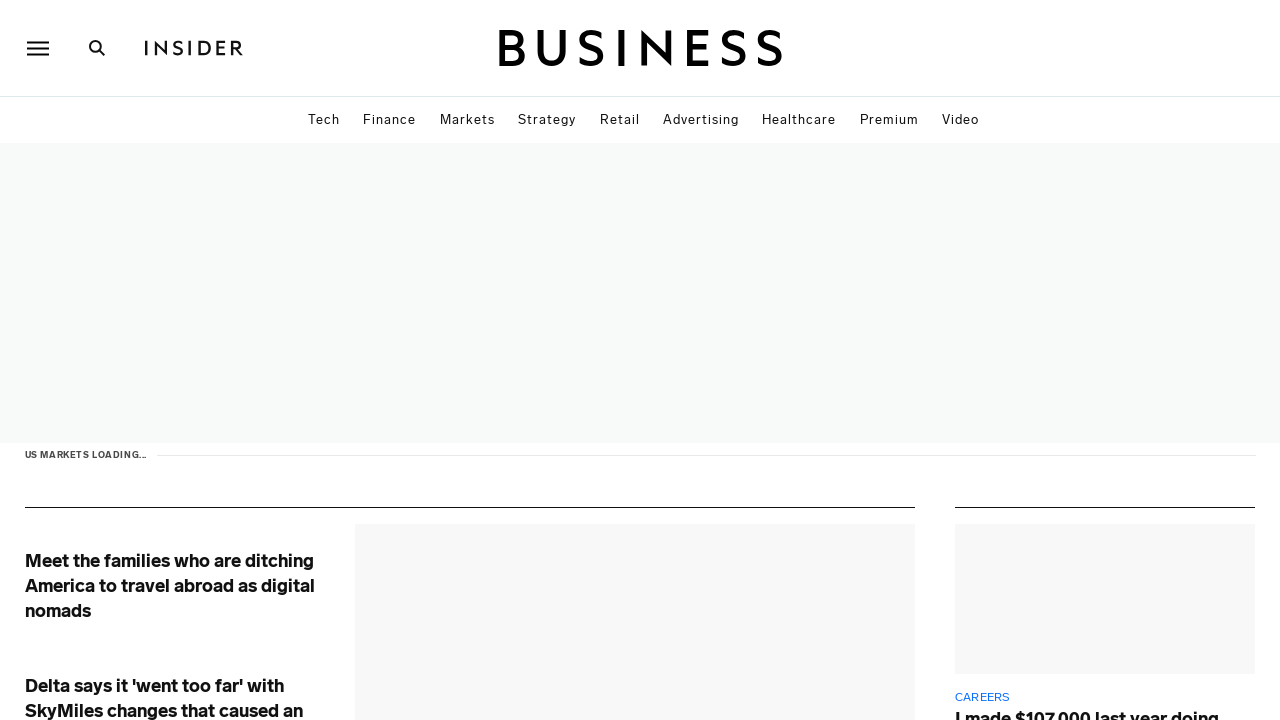 INSIDER
BUSINESS
Tech Finance Markets Strategy Retail Advertising Healthcare Premium Video
US MARKETS LOADING...
Meet the families who are ditching
America to travel abroad as digital
nomads
Delta says it 'went too far' with
SkyMiles changes that caused an
CAREERS
I made $107,000 last year doing